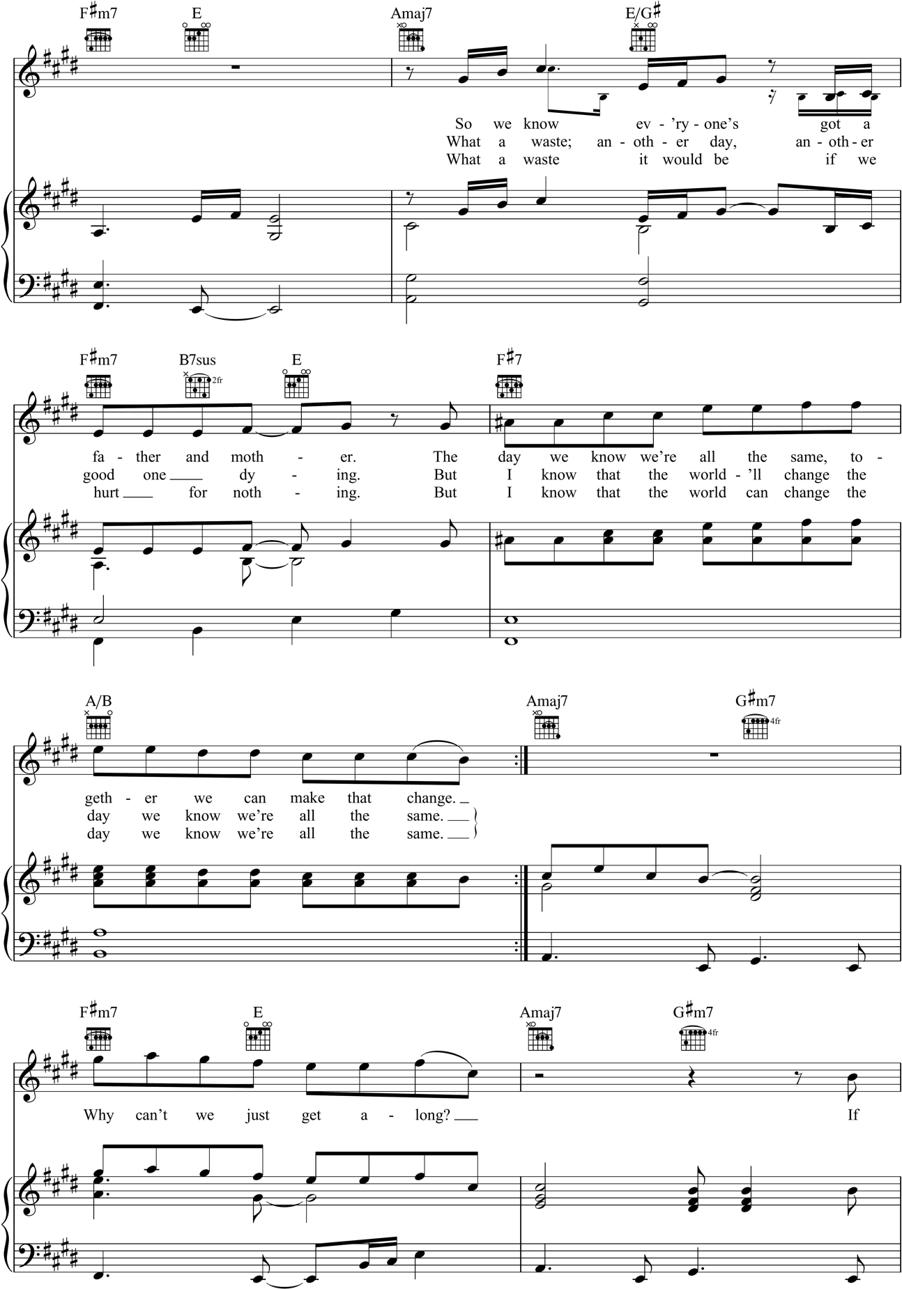 F♯m7 E Amaj7 E/G♯
So we know ev - 'ry - one's got a
What a waste; an - oth - er day, an - oth - er
What a waste it would be if we
F♯m7 B7sus E F♯7
2fr
fa - ther and moth - er. The day we know we're all the same, to -
good one dy - ing. But I know that the world - 'll change the
hurt for noth - ing. But I know that the world can change the
A/B Amaj7 G♯m7
4fr
geth - er we can make that change.
day we know we're all the same.
day we know we're all the same.
F♯m7 E Amaj7 G♯m7
4fr
Why can't we just get a - long? If